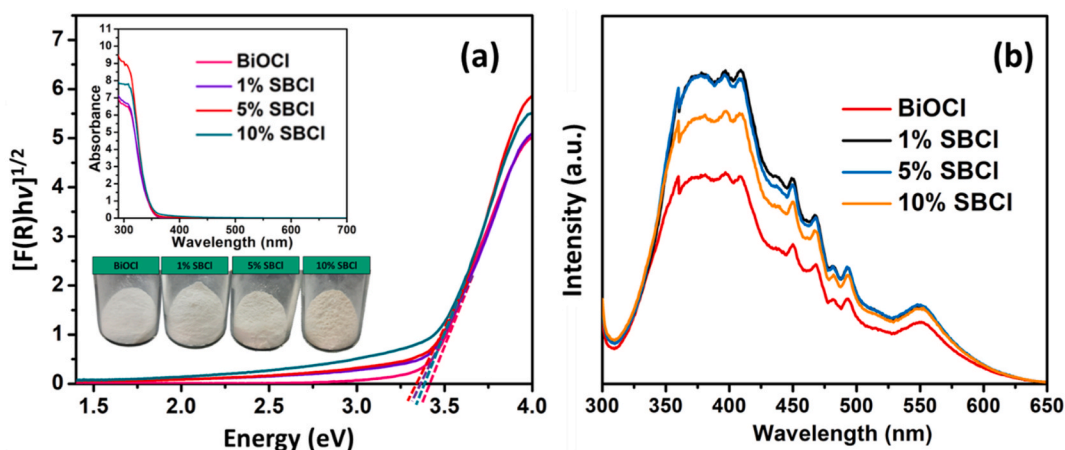 (a)
[F(R)hν]1/2
7
6
5
4
3
2
1
0
1.5 2.0 2.5 3.0 3.5 4.0
Energy (eV)
Absorbance
11
10
9
8
7
6
5
4
3
2
1
0
300 400 500 600 700
Wavelength (nm)
BiOCl
1% SBCl
5% SBCl
10% SBCl
BiOCl 1% SBCl 5% SBCl 10% SBCl
(b)
Intensity (a.u.)
BiOCl
1% SBCl
5% SBCl
10% SBCl
300 350 400 450 500 550 600 650
Wavelength (nm)